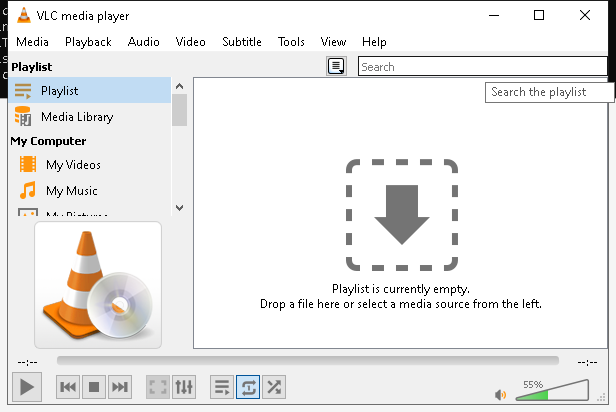 VLC media player
Media Playback Audio Video Subtitle Tools View Help
Playlist
Search
Playlist
Search the playlist
Media Library
My Computer
My Videos
My Music
My Pictures
Playlist is currently empty.
Drop a file here or select a media source from the left.
--:-- --:--
55%